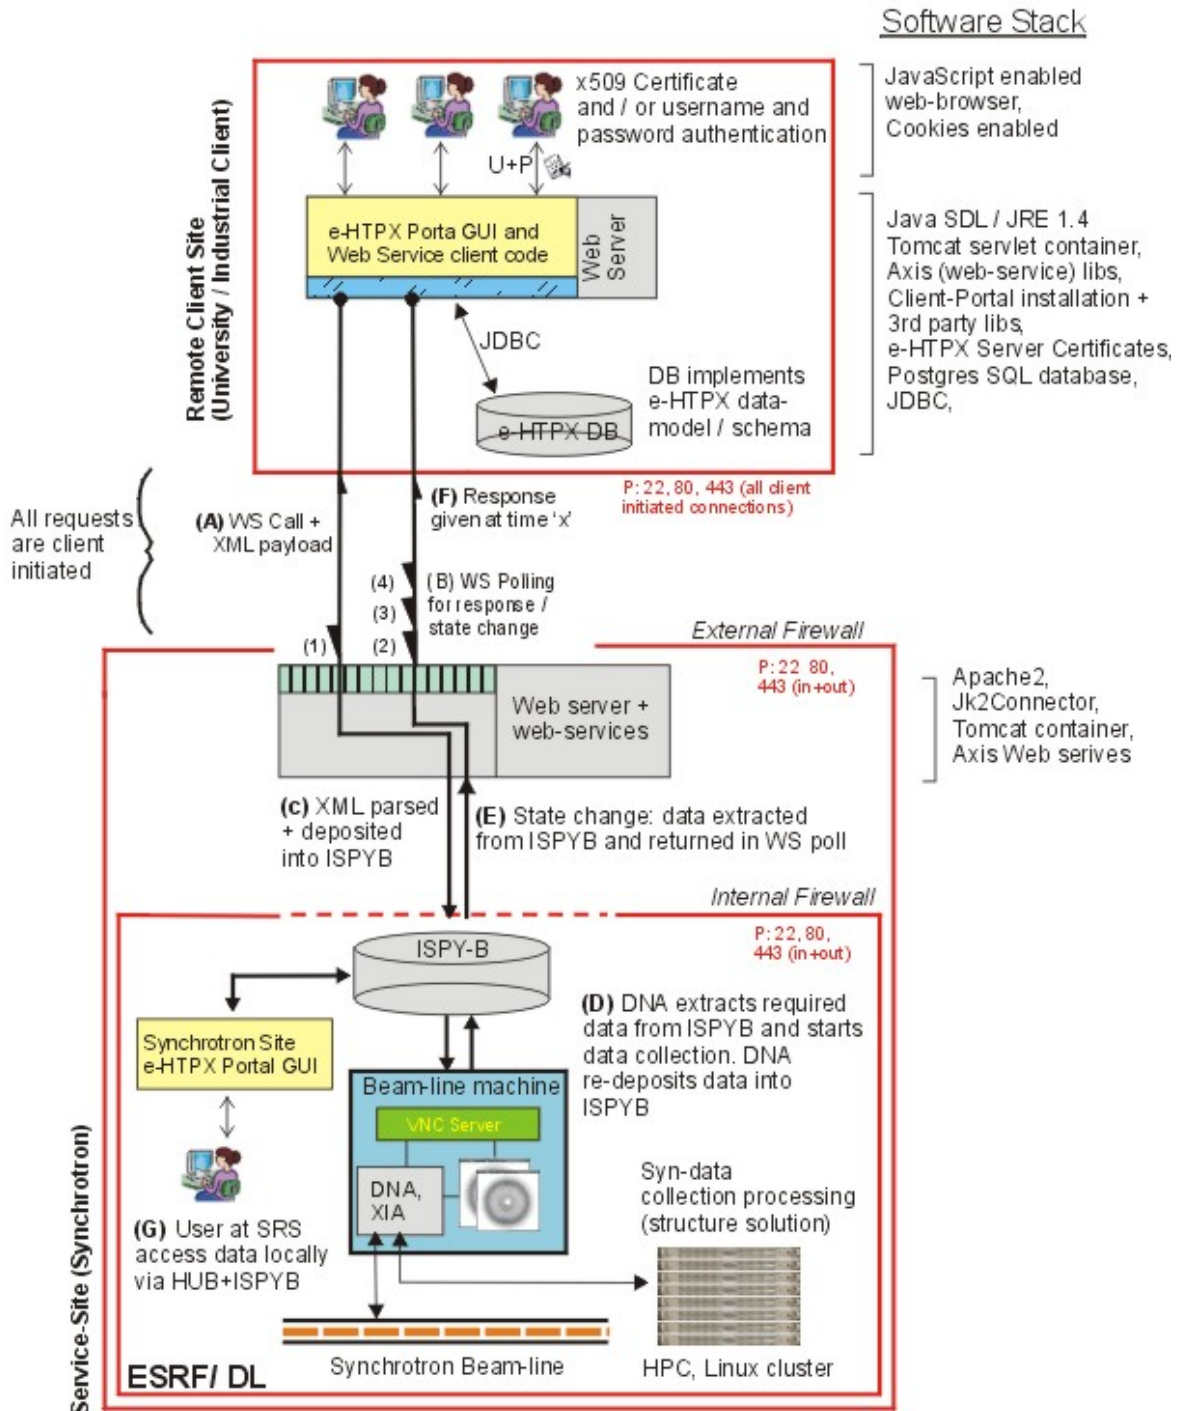 Software Stack
JavaScript enabled
web-browser,
Cookies enabled
x509 Certificate
and / or username and
password authentication
U+P
Remote Client Site
(University / Industrial Client)
e-HTPX Porta GUI and
Web Service client code
Web
Server
Java SDL / JRE 1.4
Tomcat servlet container,
Axis (web-service) libs,
Client-Portal installation +
3rd party libs,
e-HTPX Server Certificates,
Postgres SQL database,
JDBC,
JDBC
DB implements
e-HTPX data-
model / schema
e-HTPX DB
P: 22, 80, 443 (all client
initiated connections)
All requests
are client
initiated
(A) WS Call +
XML payload
(F) Response
given at time ‘x’
(4)
(3)
(2)
(B) WS Polling
for response /
state change
(1)
External Firewall
P: 22 80,
443 (in+out)
Web server +
web-services
Apache2,
Jk2Connector,
Tomcat container,
Axis Web serives
(c) XML parsed
+ deposited
into ISPYB
(E) State change: data extracted
from ISPYB and returned in WS poll
Internal Firewall
P: 22, 80,
443 (in+out)
ISPY-B
Synchrotron Site
e-HTPX Portal GUI
(D) DNA extracts required
data from ISPYB and starts
data collection. DNA
re-deposits data into
ISPYB
Beam-line machine
VNC Server
DNA,
XIA
Syn-data
collection processing
(structure solution)
(G) User at SRS
access data locally
via HUB+ISPYB
Synchrotron Beam-line
HPC, Linux cluster
ESRF/ DL
Service-Site (Synchrotron)